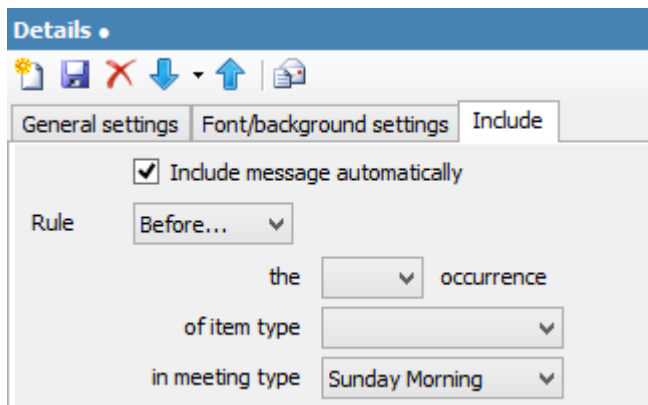 Details •
General settings Font/background settings Include
Include message automatically
Rule Before...
the occurrence
of item type
in meeting type Sunday Morning